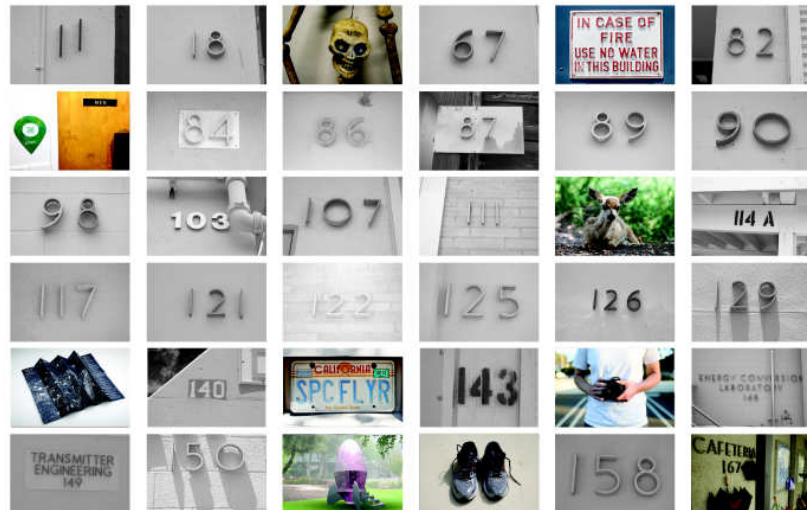 11
18
67
IN CASE OF
FIRE
USE NO WATER
IN THIS BUILDING
82
MEN
84
86
87
89
90
98
103
107
111
114 A
117
121
122
125
126
129
140
CALIFORNIA
SPCFLYR
143
ENERGY CONVERSION
LABORATORY
148
TRANSMITTER
ENGINEERING
149
150
158
CAFETERIA
167